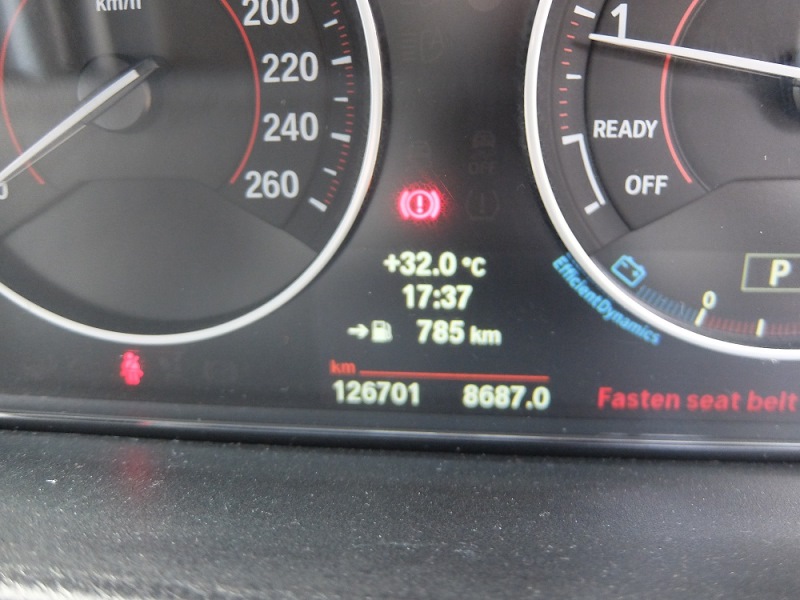 km/h
200
220
240
260
1
READY
OFF
+32.0 °C
17:37
785 km
EfficientDynamics
0
P
km
126701 8687.0
Fasten seat belt